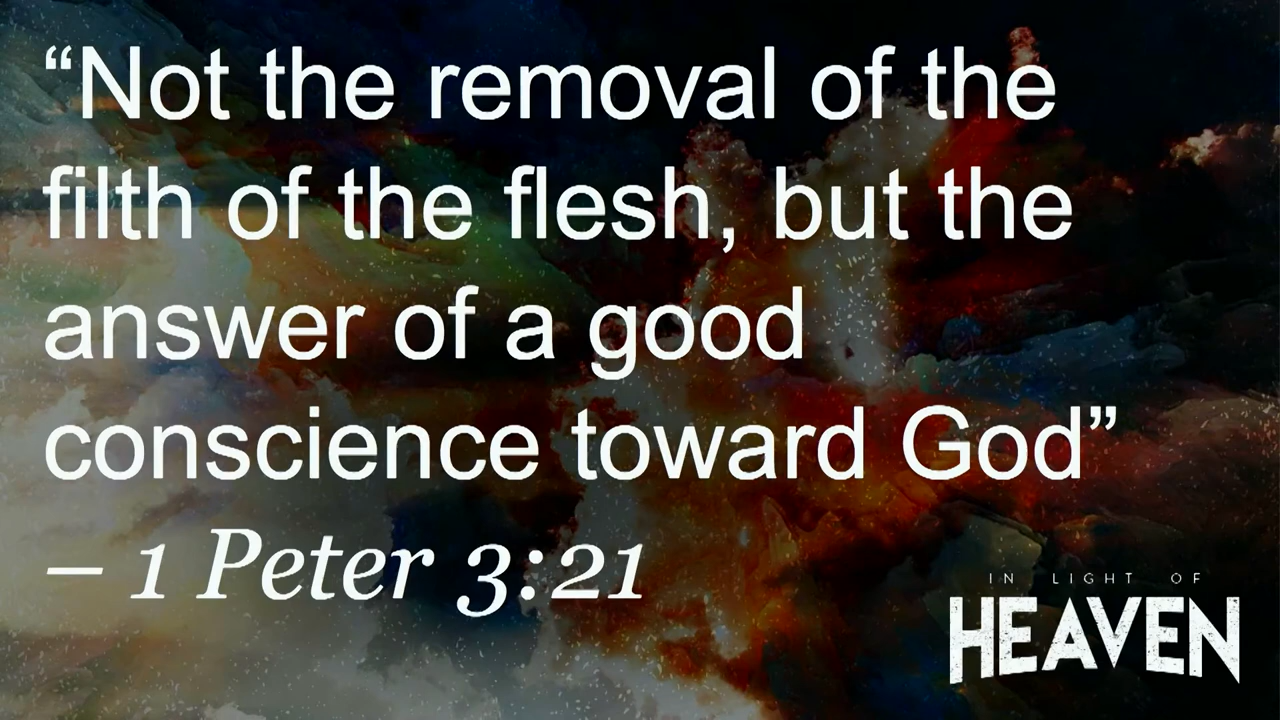 “Not the removal of the
filth of the flesh, but the
answer of a good
conscience toward God”
– 1 Peter 3:21
IN LIGHT OF
HEAVEN